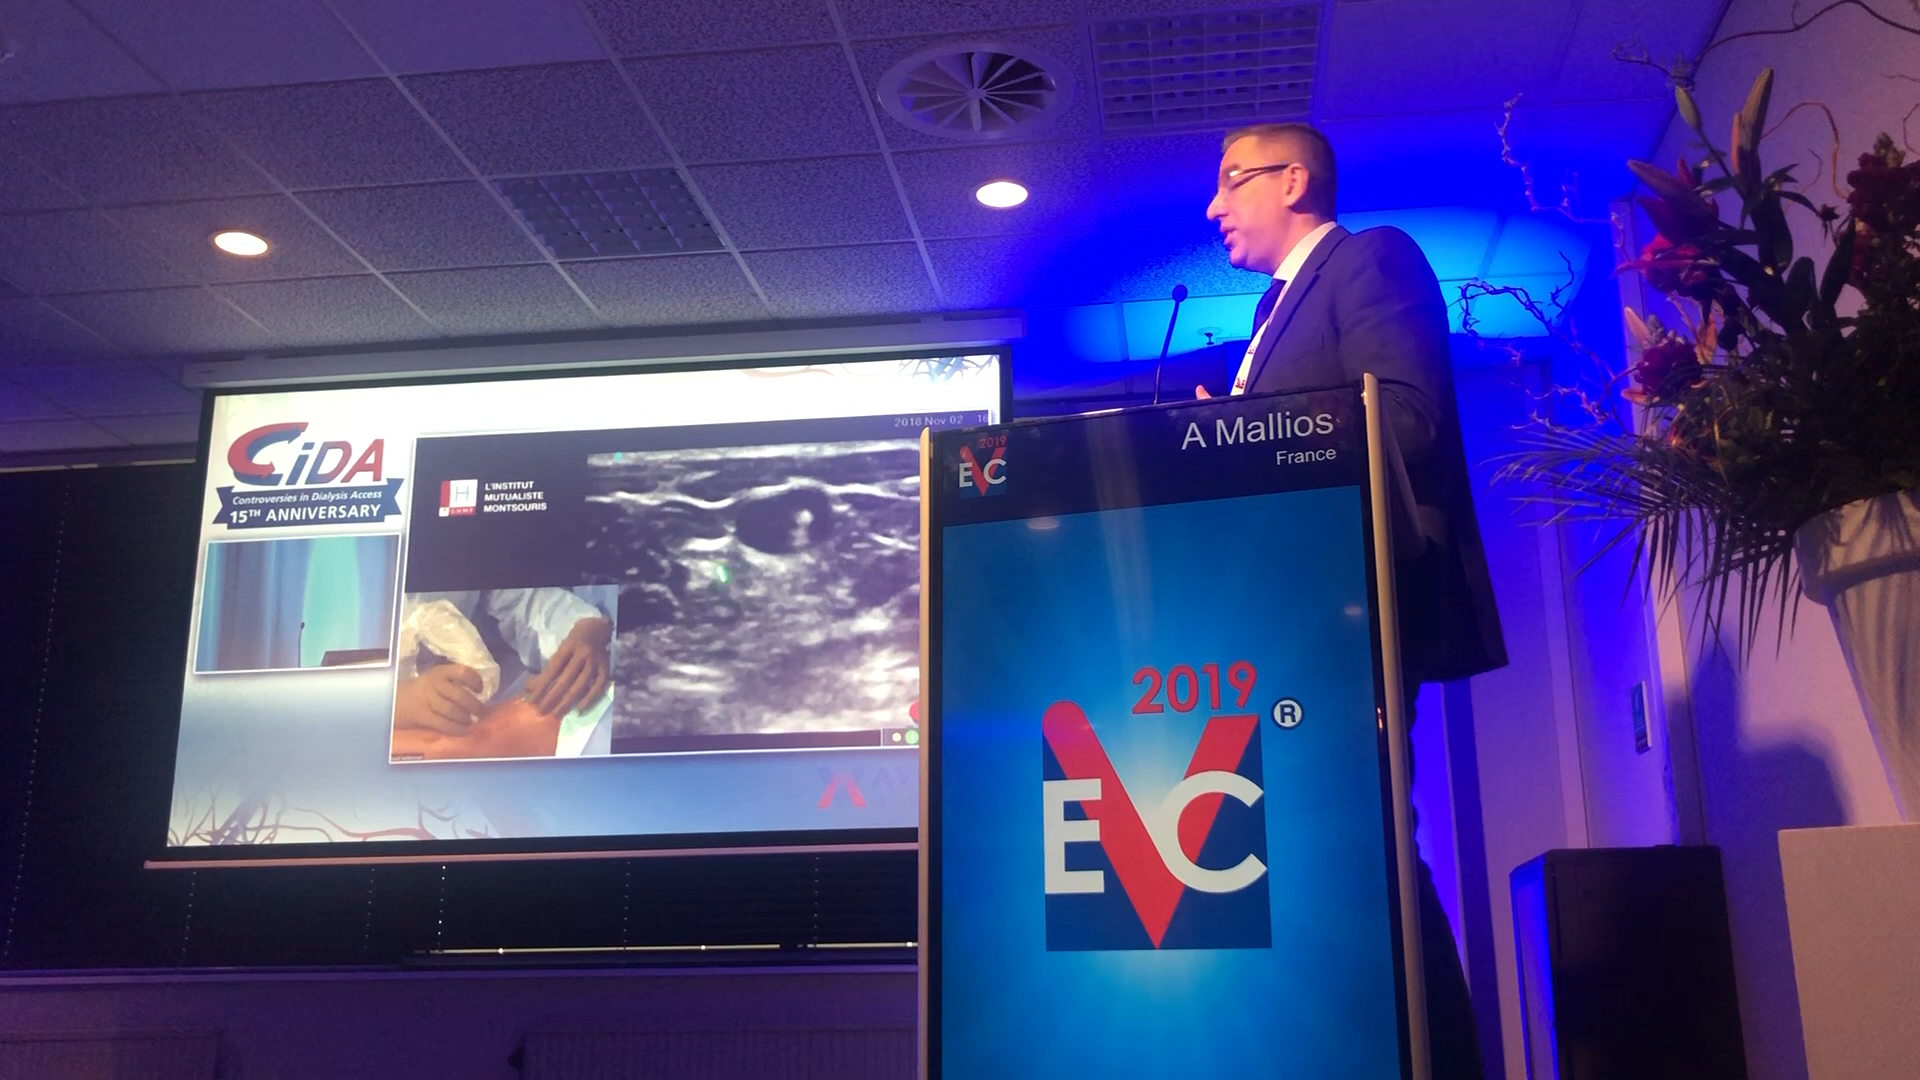 CiDA
Controversies in Dialysis Access
15TH ANNIVERSARY
2018 Nov 02 16
H
L'INSTITUT
MUTUALISTE
MONTSOURIS
A Mallios
France
2019
EVC
2019
EVC
®